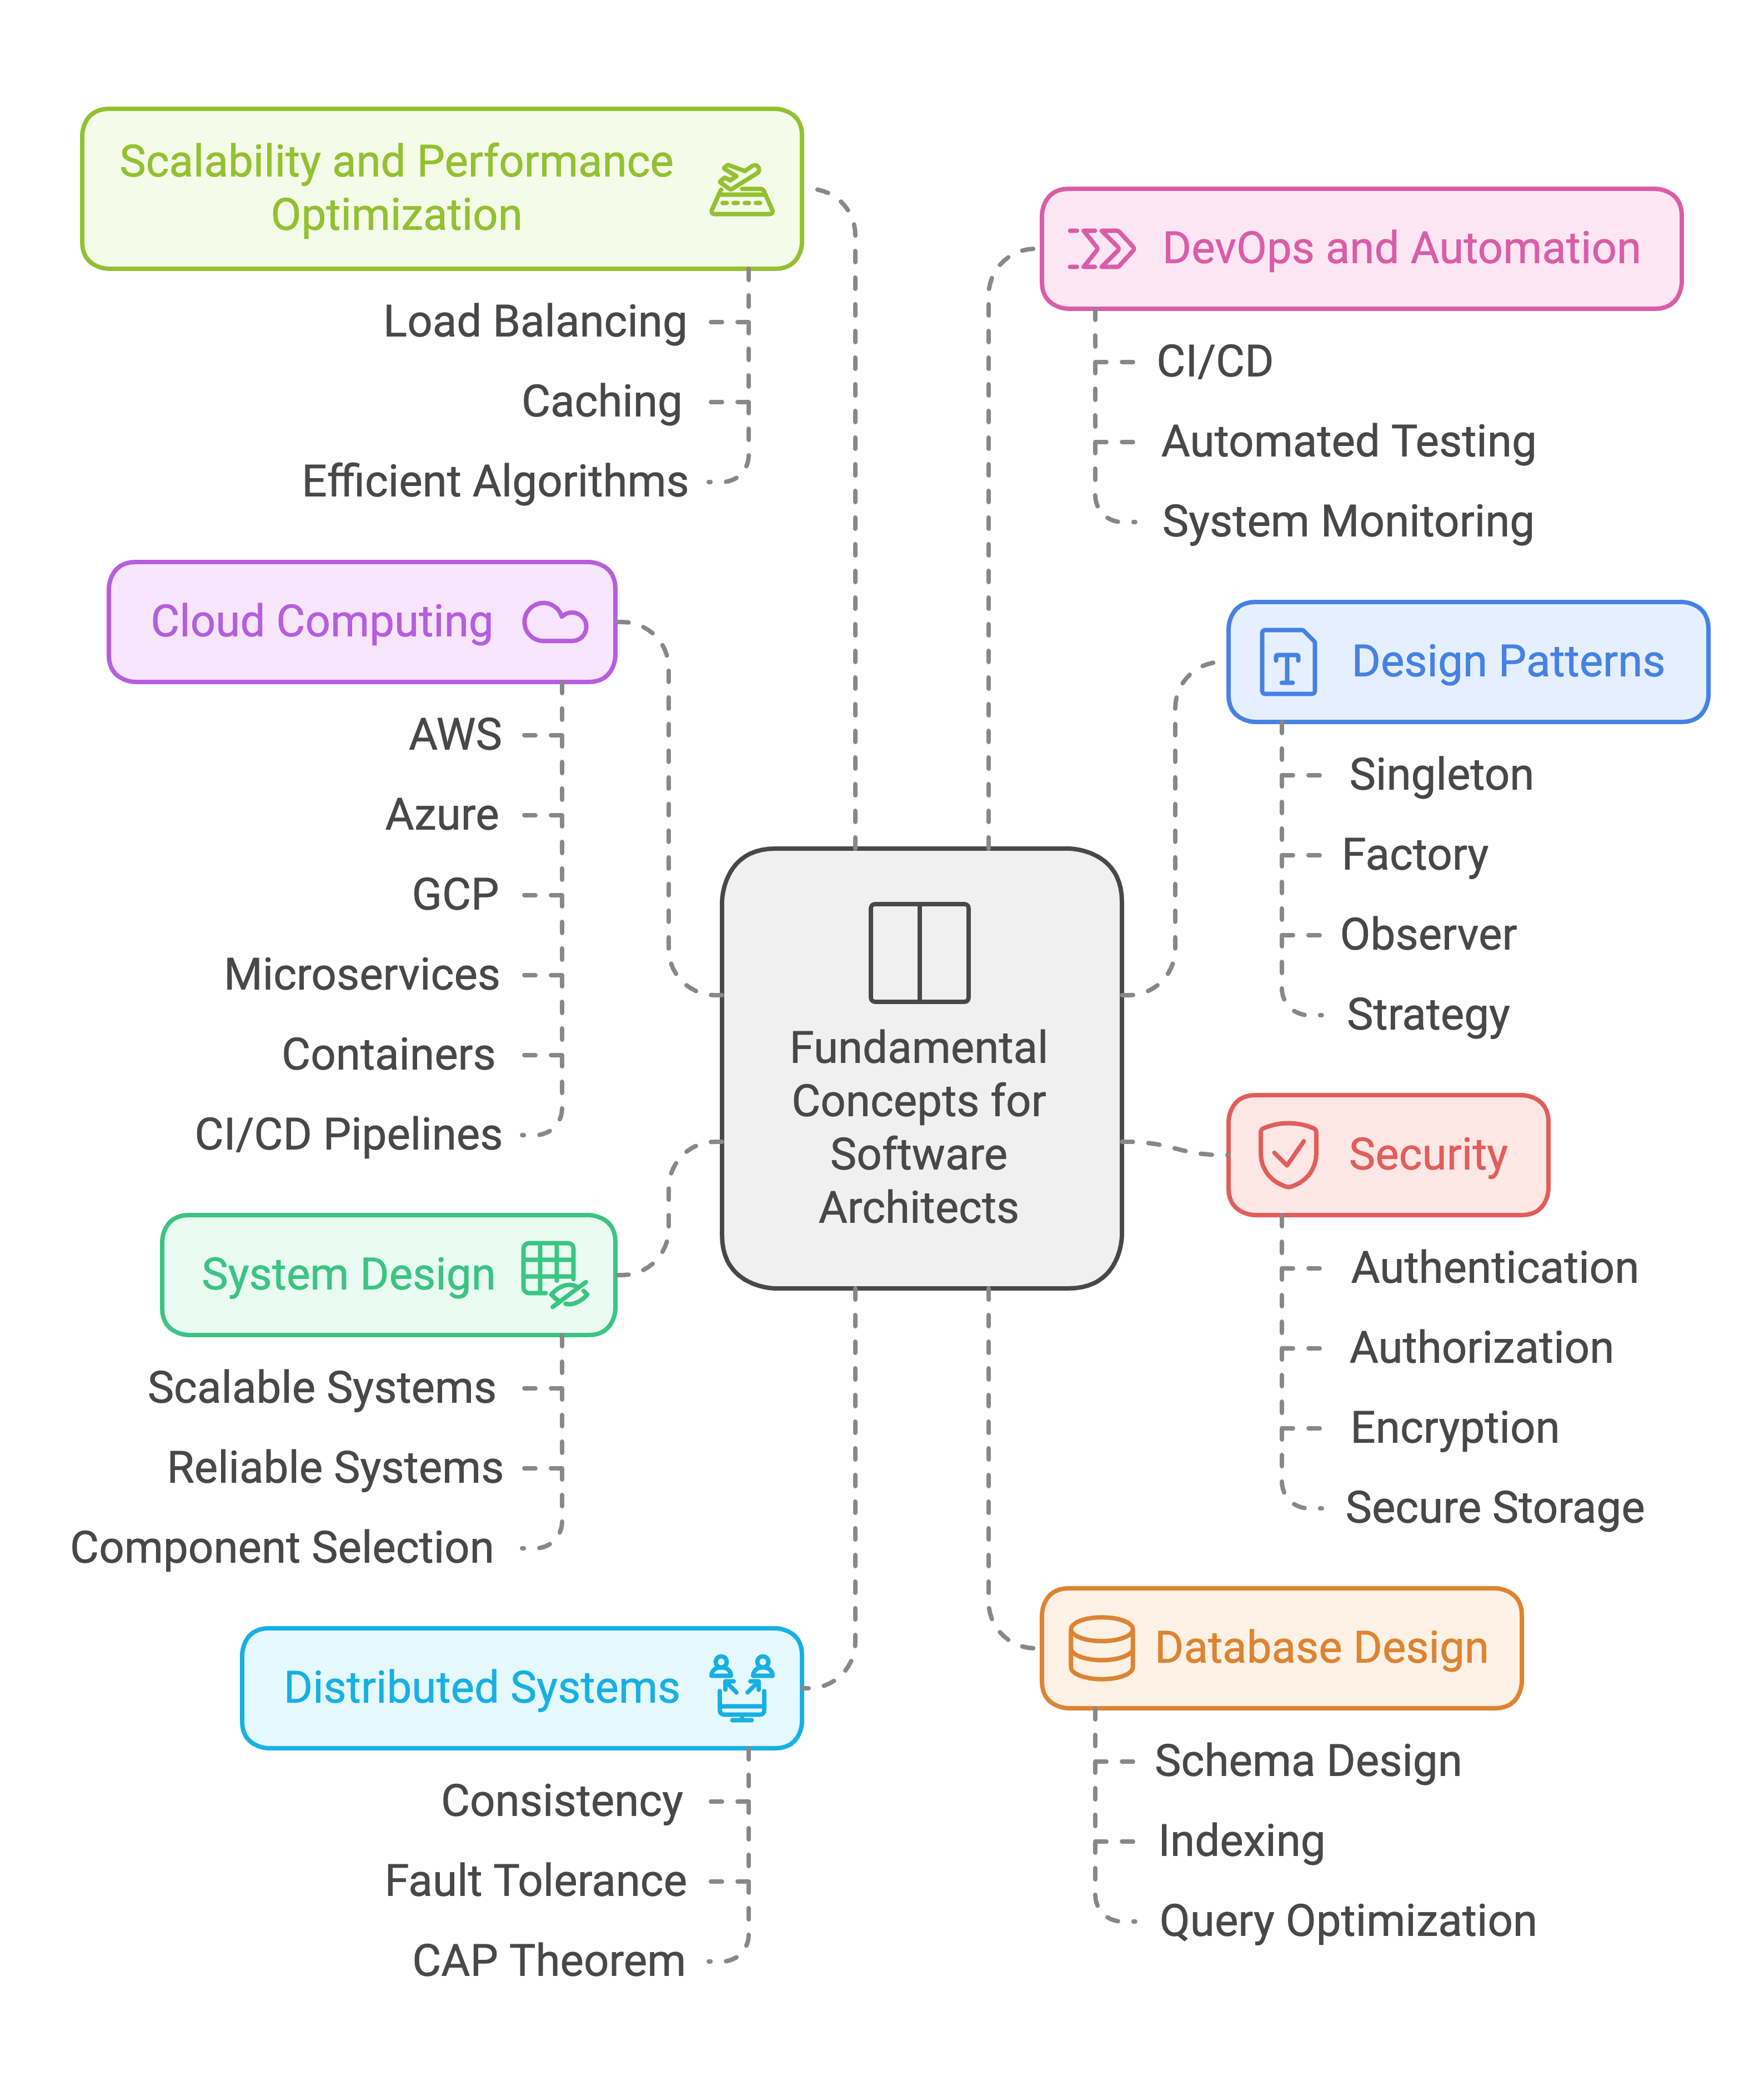 Scalability and Performance
Optimization
Load Balancing
Caching
Efficient Algorithms
Cloud Computing
AWS
Azure
GCP
Microservices
Containers
CI/CD Pipelines
System Design
Scalable Systems
Reliable Systems
Component Selection
Distributed Systems
Consistency
Fault Tolerance
CAP Theorem
Fundamental
Concepts for
Software
Architects
DevOps and Automation
CI/CD
Automated Testing
System Monitoring
Design Patterns
Singleton
Factory
Observer
Strategy
Security
Authentication
Authorization
Encryption
Secure Storage
Database Design
Schema Design
Indexing
Query Optimization